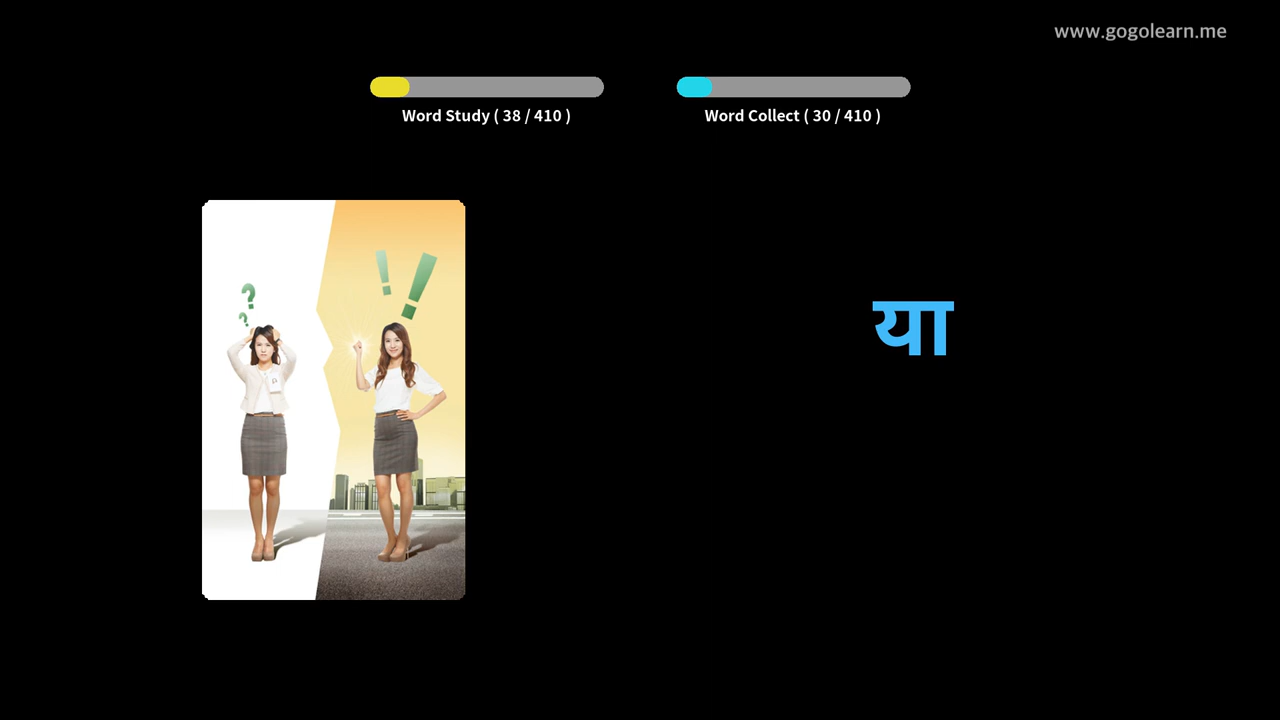 www.gogolearn.me
Word Study ( 38 / 410 )
Word Collect ( 30 / 410 )
? ! !
?
या